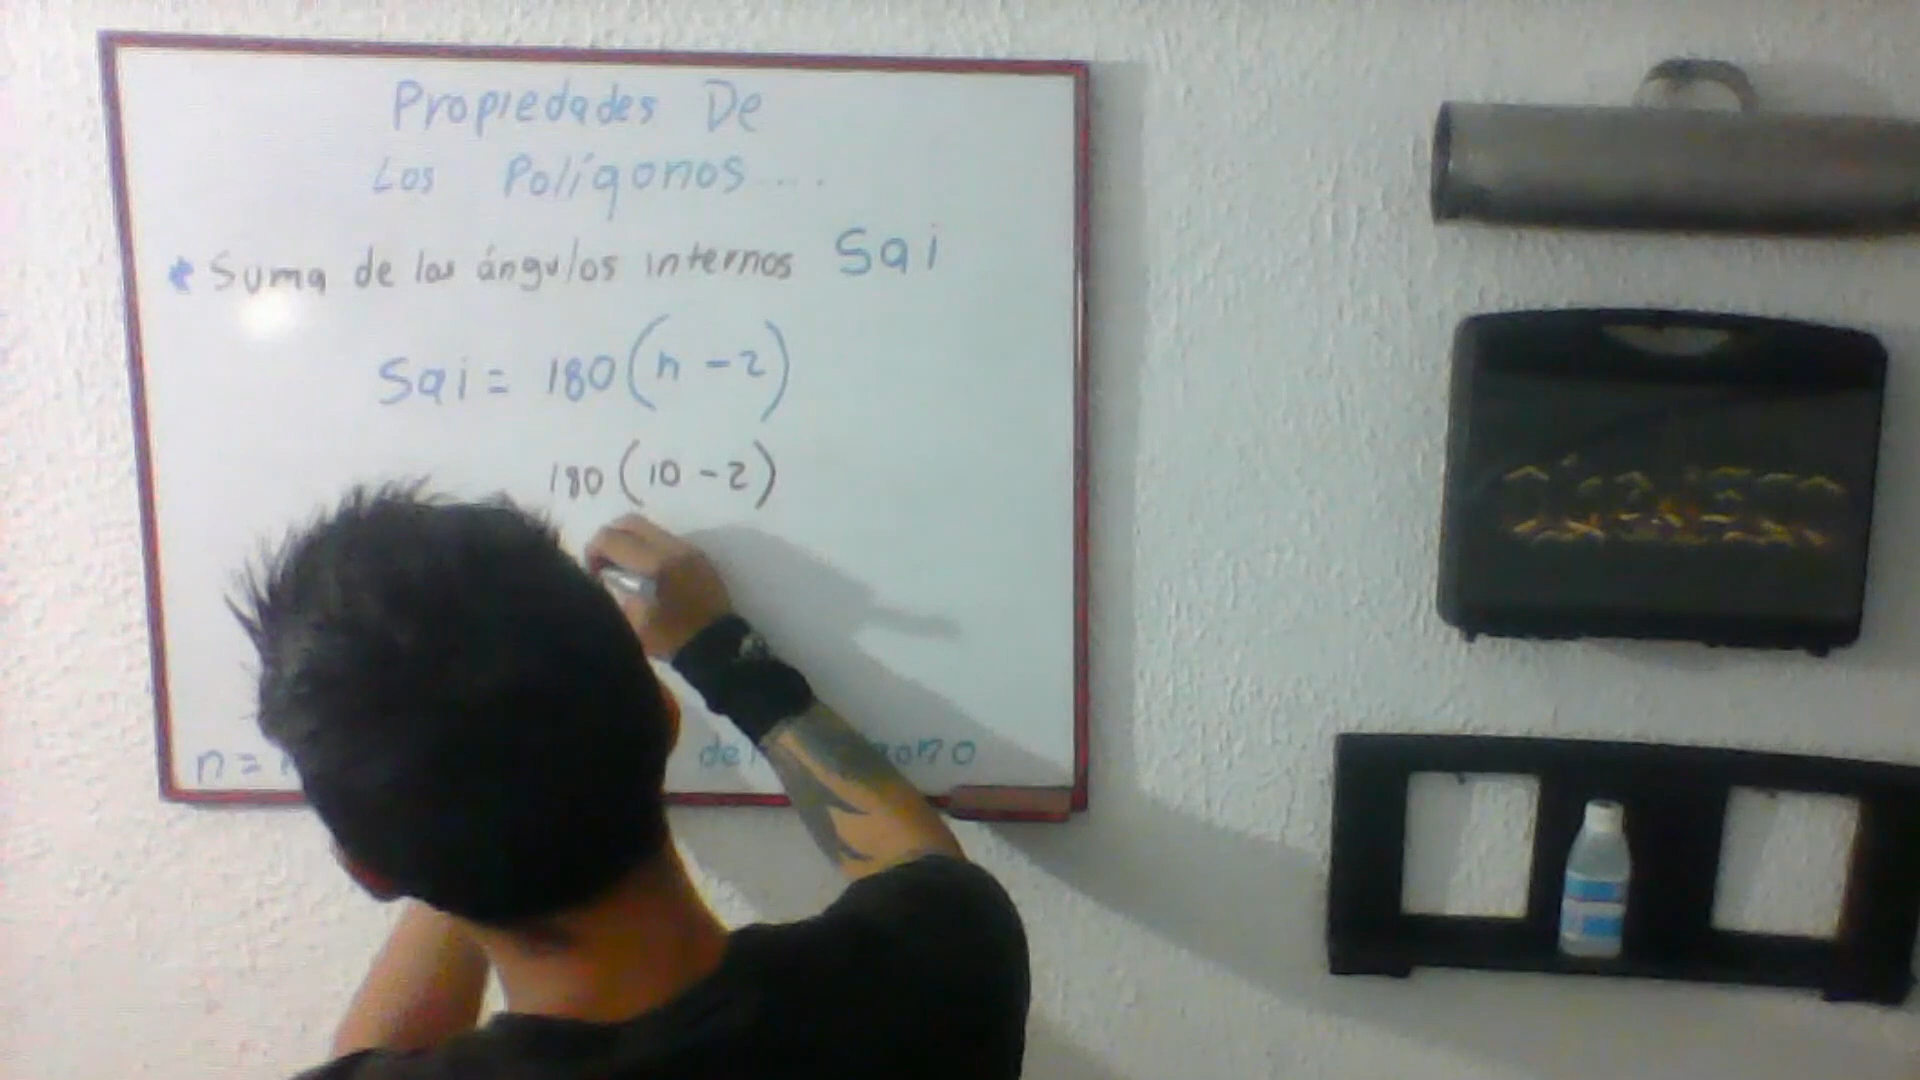 Propiedades De
Los Polígonos...
* Suma de los ángulos internos Sai
Sai = 180(n-2)
180(10-2)
n =